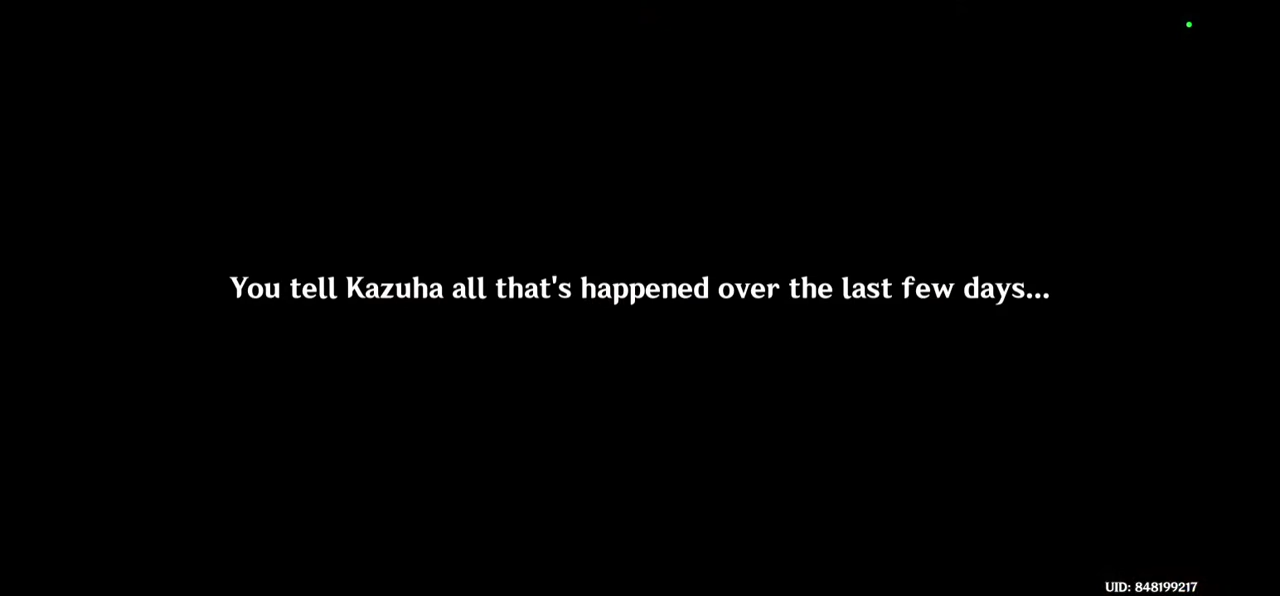 You tell Kazuha all that's happened over the last few days...
UID: 848199217